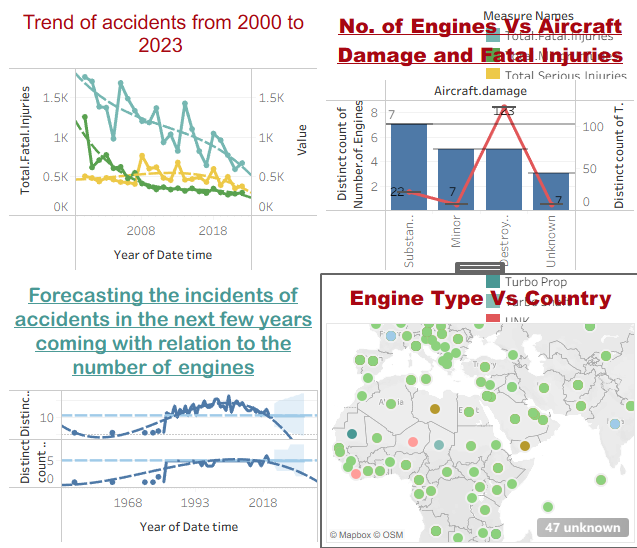 Trend of accidents from 2000 to
2023
Total.Fatal.Injuries
1.5K
1K
0.5K
0K
1.5K
1K
0.5K
0K
Value
2008
2018
Year of Date time
Measure Names
No. of Engines Vs Aircraft
Total.Fatal.Injuries
Damage and Fatal Injuries
Total.Serious.Injuries
Aircraft.damage
Distinct count of
Number.of.Engines
8
6
4
2
7
22
7
123
7
100
50
0
Distinct count of T..
Substan..
Minor
Destroy..
Unknown
Forecasting the incidents of
accidents in the next few years
coming with relation to the
number of engines
Distinct Distinc..
count ..
10
5
0
1968
1993
2018
Year of Date time
Turbo Prop
Engine Type Vs Country
UNK
Algeria
Egypt
47 unknown
© Mapbox © OSM